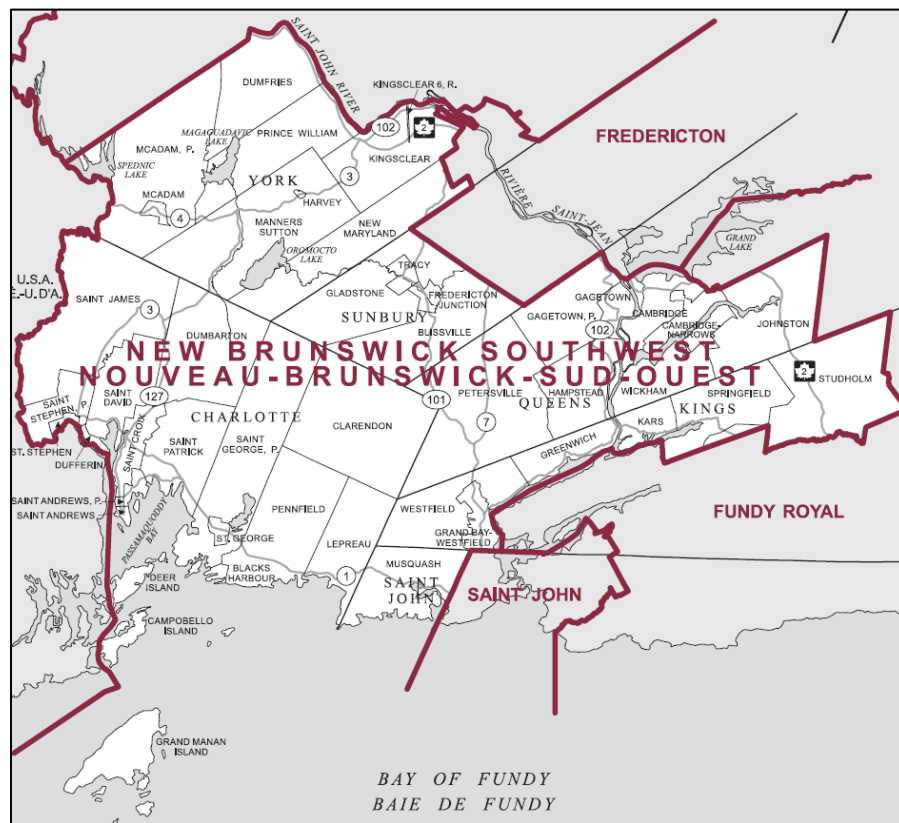 SAINT JOHN RIVER
DUMFRIES
KINGSCLEAR 6, R.
102
2
FREDERICTON
MAGAGUADAVIC
LAKE
PRINCE WILLIAM
MCADAM, P.
KINGSCLEAR
SPEDNIC
LAKE
YORK
3
RIVIÈRE
SAINT-JEAN
MCADAM
HARVEY
4
MANNERS
SUTTON
NEW
MARYLAND
GRAND
LAKE
OROMOCTO
LAKE
U.S.A.
É.-U.D'A.
TRACY
SAINT JAMES
3
GLADSTONE
FREDERICTON
-JUNCTION
GAGETOWN
CAMBRIDGE
SUNBURY
GAGETOWN, P.
DUMBARTON
BLISSVILLE
102
CAMBRIDGE
-NARROWS
JOHNSTON
NEW BRUNSWICK SOUTHWEST
NOUVEAU-BRUNSWICK-SUD-OUEST
2
STUDHOLM
SAINT
STEPHEN, P.
SAINT
DAVID
127
101
PETERSVILLE
HAMPSTEAD
WICKHAM
SPRINGFIELD
QUEENS
KINGS
CHARLOTTE
CLARENDON
7
KARS
ST. STEPHEN
DUFFERIN
SAINT CROIX
SAINT
PATRICK
SAINT
GEORGE, P.
GREENWICH
SAINT ANDREWS, P.
SAINT ANDREWS
PASSAMAQUODDY
BAY
PENNFIELD
WESTFIELD
FUNDY ROYAL
ST. GEORGE
LEPREAU
GRAND BAY-
WESTFIELD
BLACKS
HARBOUR
1
MUSQUASH
DEER
ISLAND
SAINT
JOHN
SAINT JOHN
CAMPOBELLO
ISLAND
GRAND MANAN
ISLAND
BAY OF FUNDY
BAIE DE FUNDY